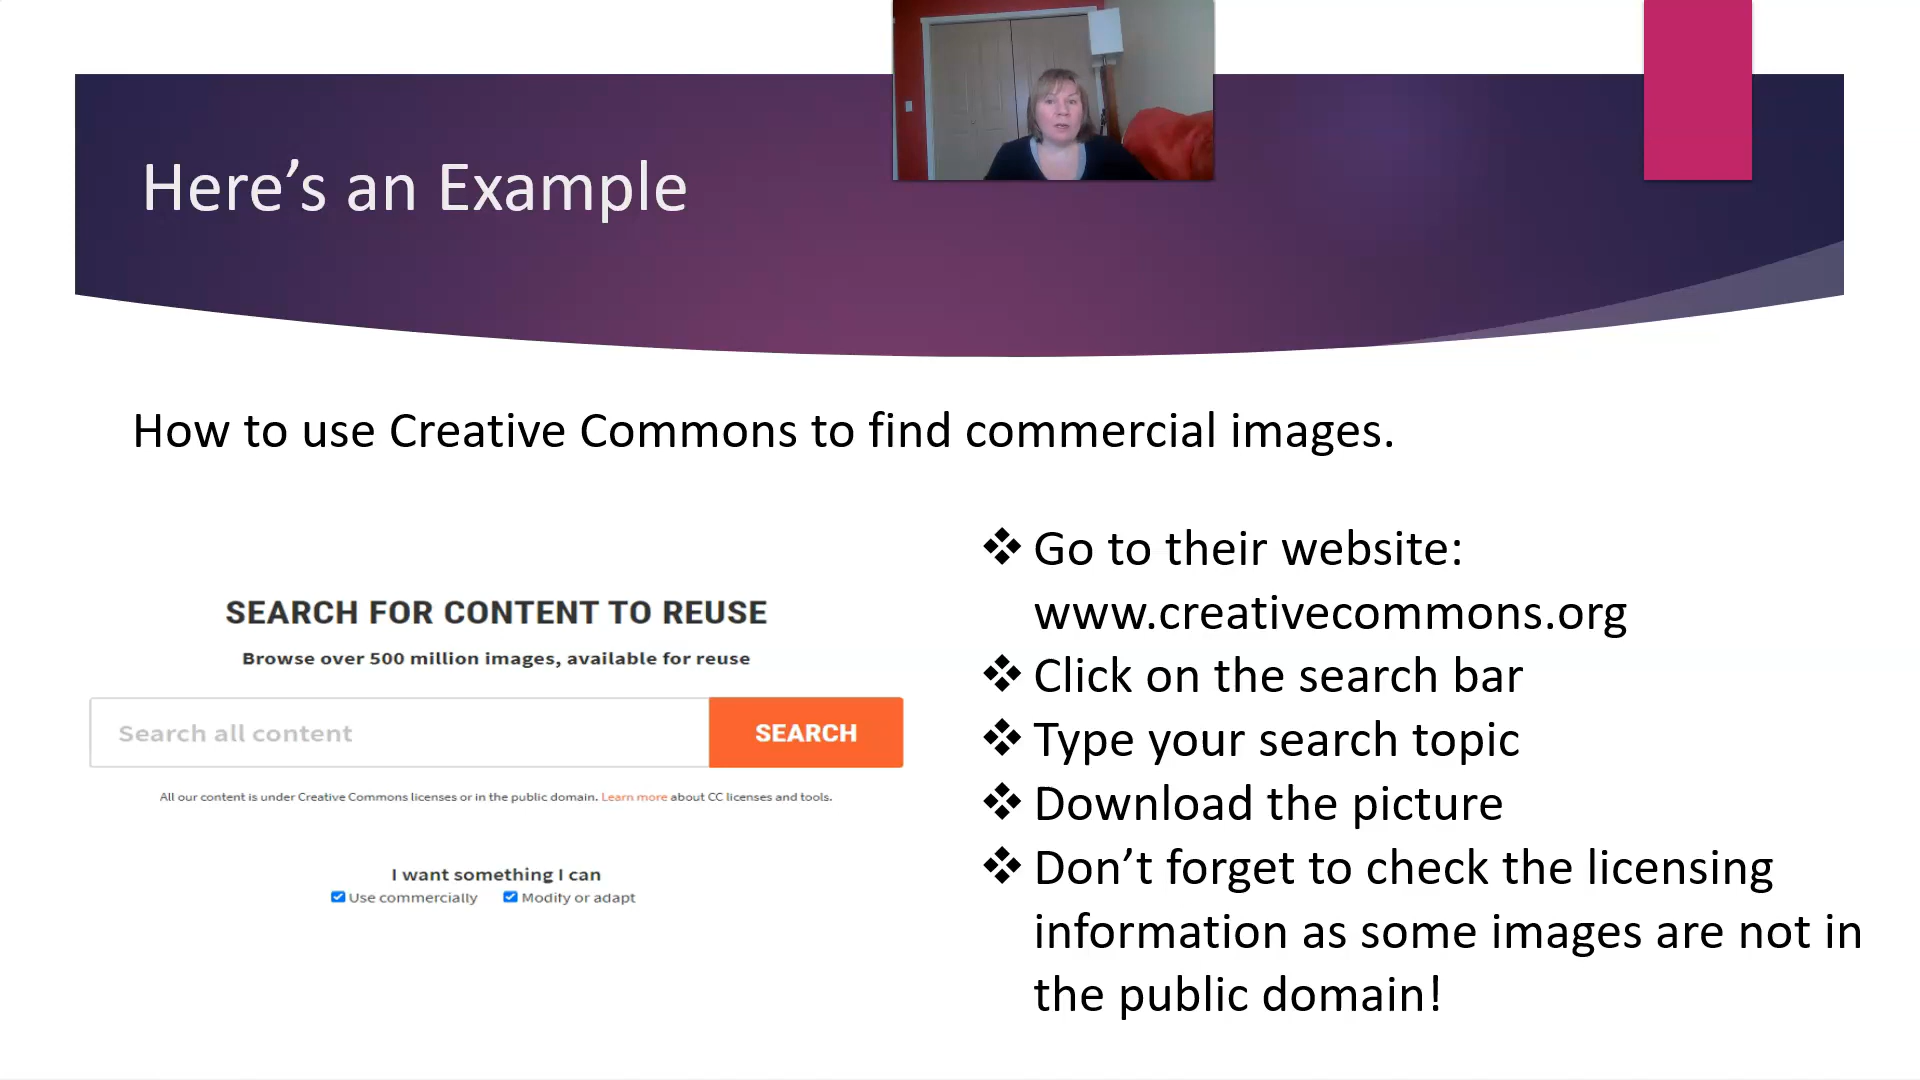 Here’s an Example
How to use Creative Commons to find commercial images.
SEARCH FOR CONTENT TO REUSE
Browse over 500 million images, available for reuse
Search all content
SEARCH
All our content is under Creative Commons licenses or in the public domain. Learn more about CC licenses and tools.
I want something I can
Use commercially Modify or adapt
❖ Go to their website:
www.creativecommons.org
❖ Click on the search bar
❖ Type your search topic
❖ Download the picture
❖ Don’t forget to check the licensing
information as some images are not in
the public domain!